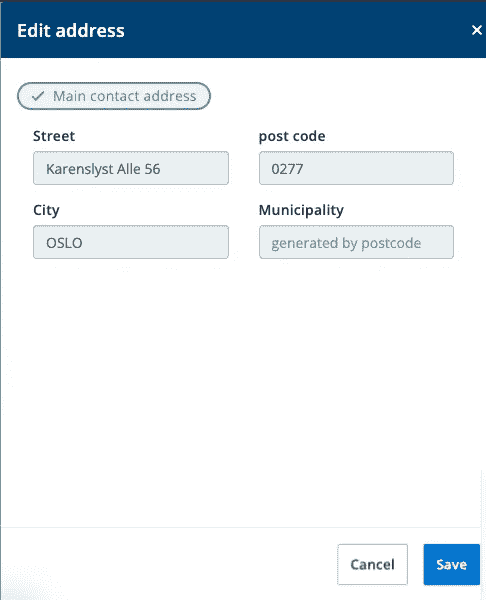 Edit address
Main contact address
Street
post code
Karenslyst Alle 56
0277
City
Municipality
OSLO
generated by postcode
Cancel
Save